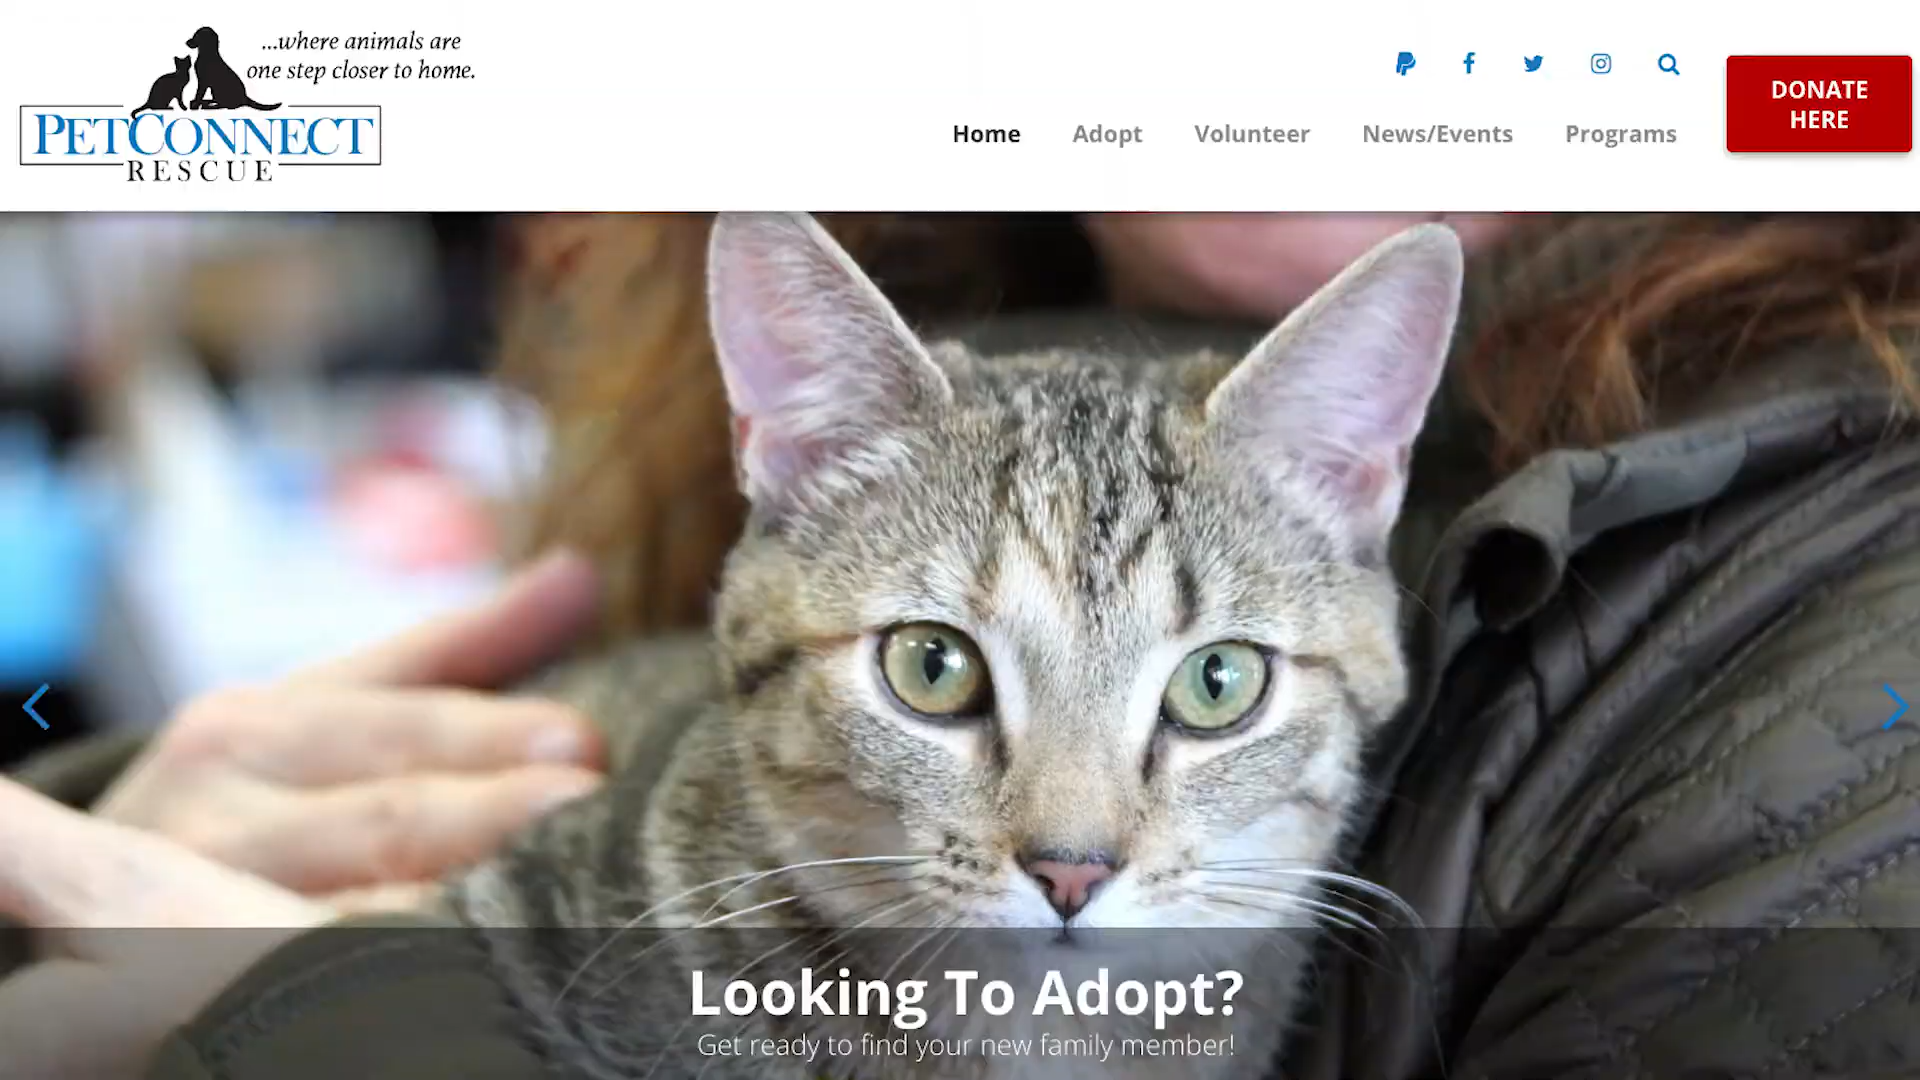 ...where animals are
one step closer to home.
PETCONNECT
RESCUE
Home Adopt Volunteer News/Events Programs
DONATE
HERE
Looking To Adopt?
Get ready to find your new family member!